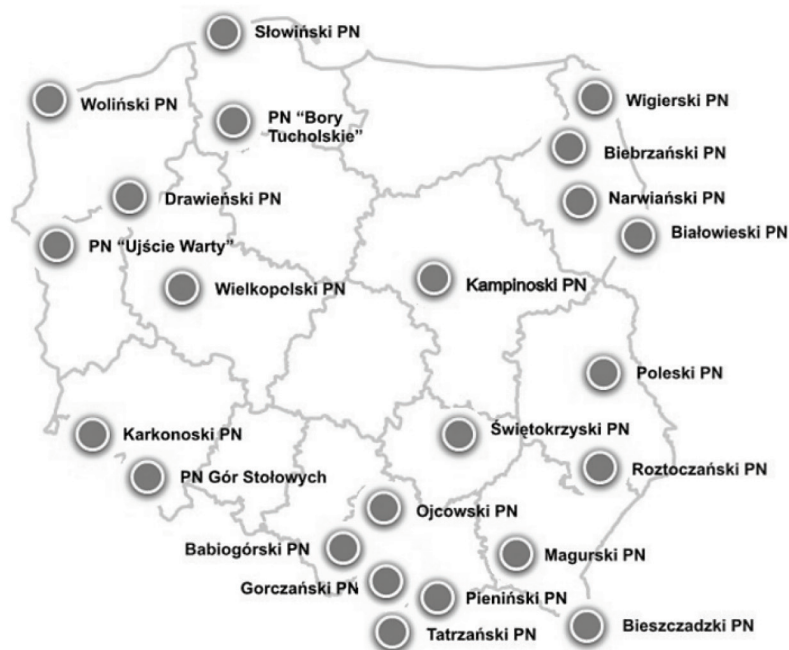 Słowiński PN
Woliński PN
Wigierski PN
PN “Bory
Tucholskie”
Biebrzański PN
Drawieński PN
Narwiański PN
Białowieski PN
PN “Ujście Warty”
Wielkopolski PN
Kampinoski PN
Poleski PN
Karkonoski PN
Świętokrzyski PN
Roztoczański PN
PN Gór Stołowych
Ojcowski PN
Babiogórski PN
Magurski PN
Gorczański PN
Pieniński PN
Tatrzański PN
Bieszczadzki PN